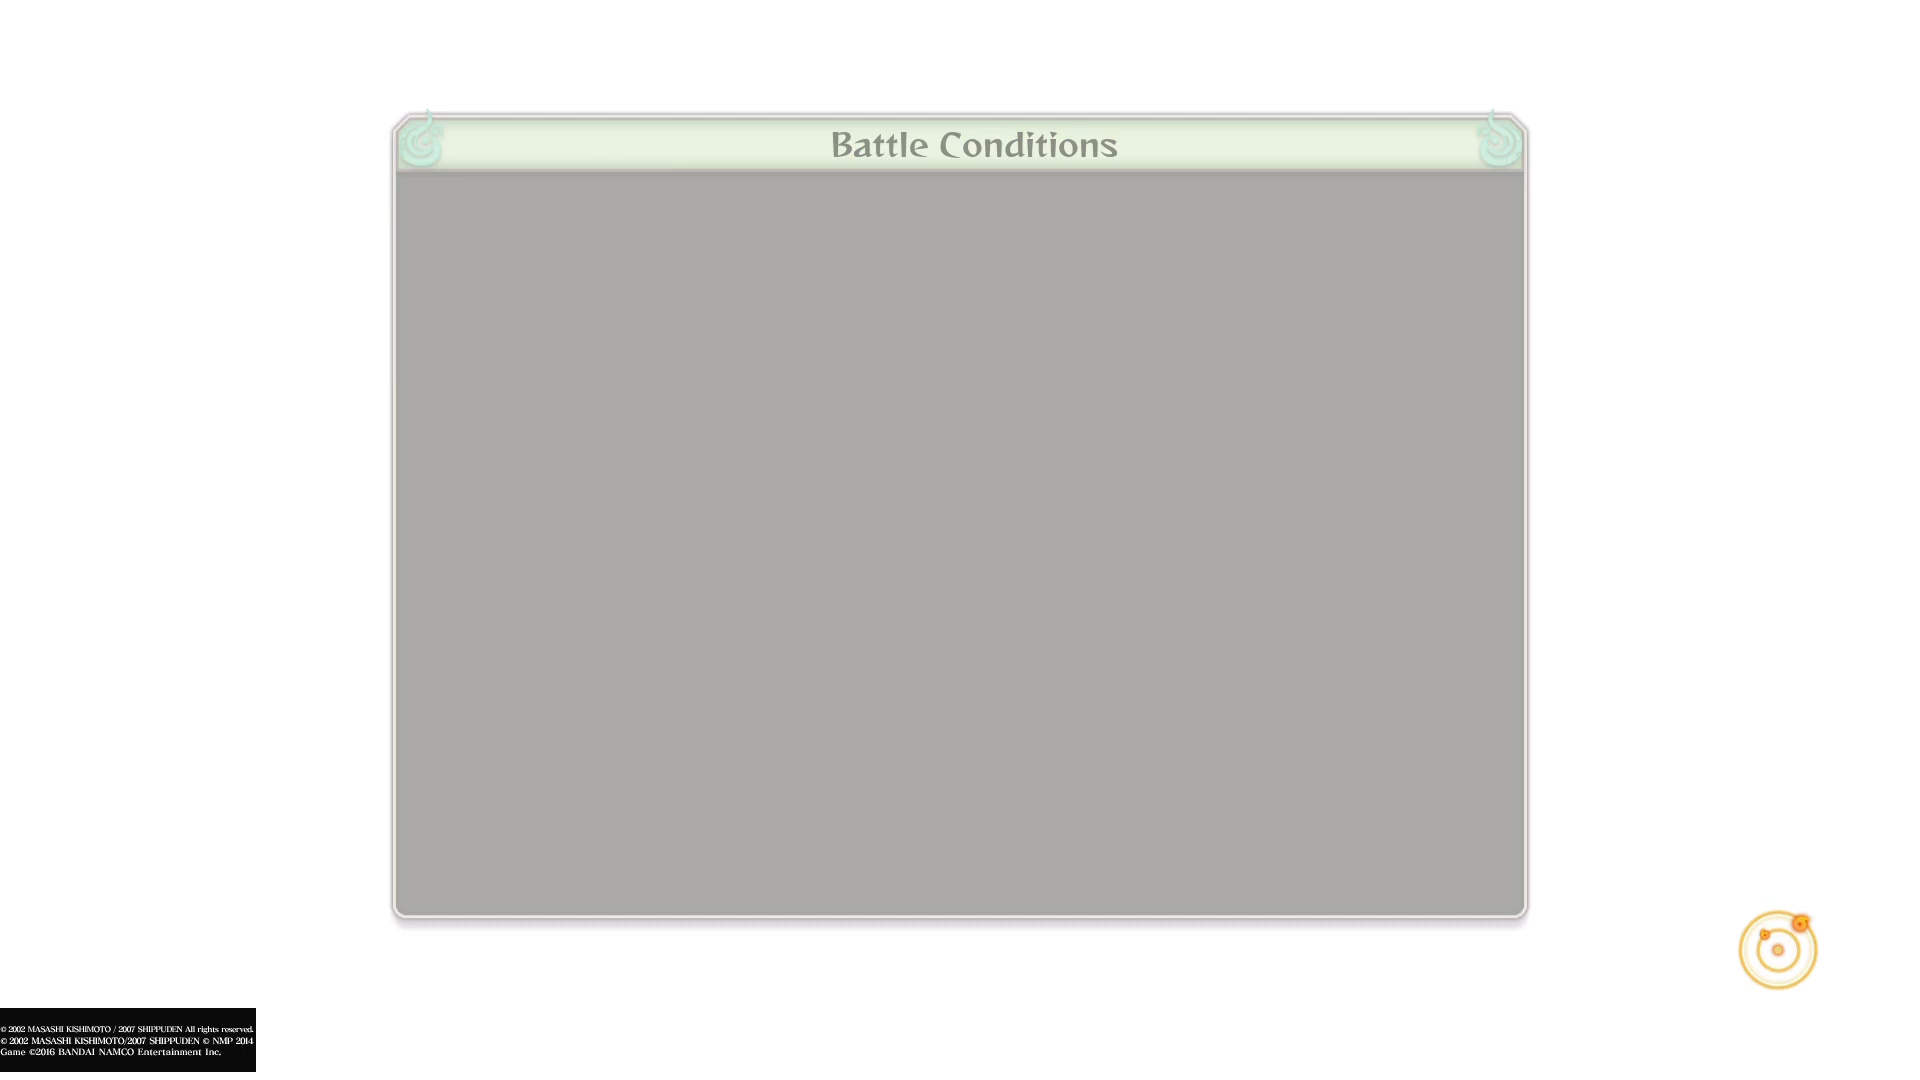 Battle Conditions
© 2002 MASASHI KISHIMOTO / 2007 SHIPPUDEN All rights reserved.
© 2002 MASASHI KISHIMOTO/2007 SHIPPUDEN © NMP 2014
Game ©2016 BANDAI NAMCO Entertainment Inc.